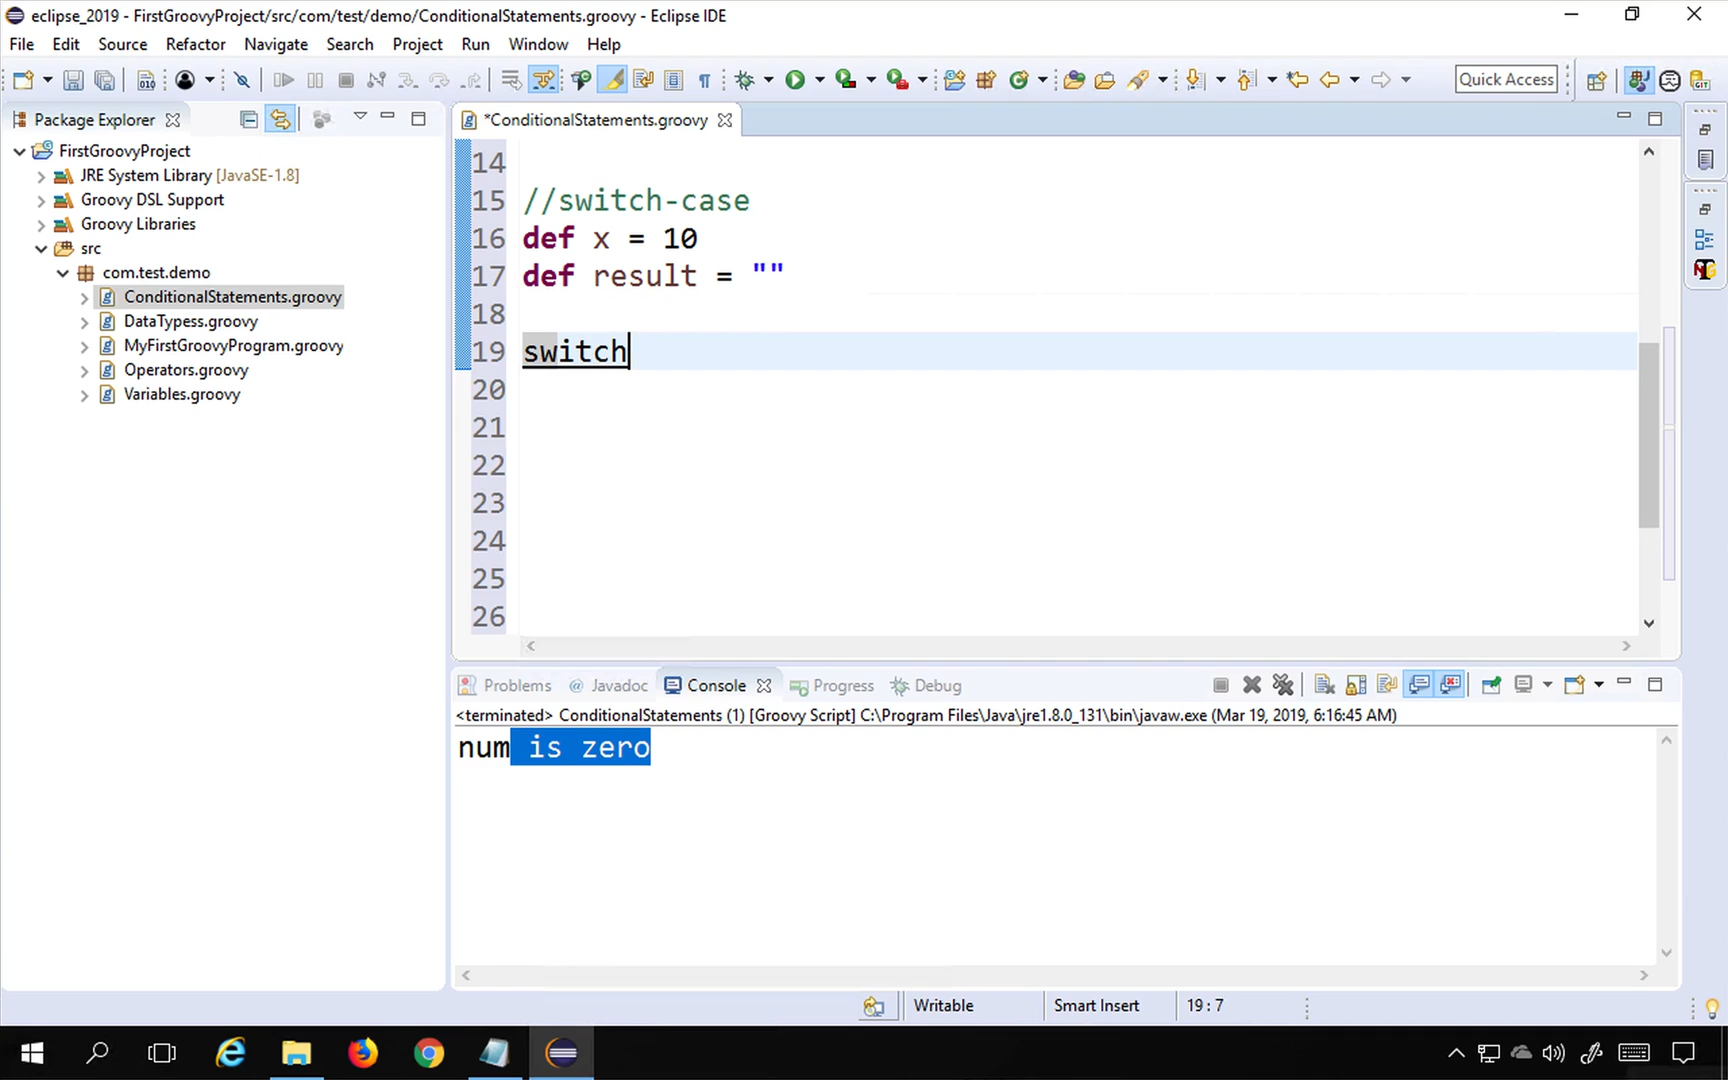 eclipse_2019 - FirstGroovyProject/src/com/test/demo/ConditionalStatements.groovy - Eclipse IDE
File Edit Source Refactor Navigate Search Project Run Window Help
Quick Access
Package Explorer
*ConditionalStatements.groovy
FirstGroovyProject
JRE System Library [JavaSE-1.8]
Groovy DSL Support
Groovy Libraries
src
com.test.demo
ConditionalStatements.groovy
DataTypess.groovy
MyFirstGroovyProgram.groovy
Operators.groovy
Variables.groovy
14
15 //switch-case
16 def x = 10
17 def result = ""
18
19 switch
20
21
22
23
24
25
26
Problems @ Javadoc Console Progress Debug
<terminated> ConditionalStatements (1) [Groovy Script] C:\Program Files\Java\jre1.8.0_131\bin\javaw.exe (Mar 19, 2019, 6:16:45 AM)
num is zero
Writable Smart Insert 19 : 7